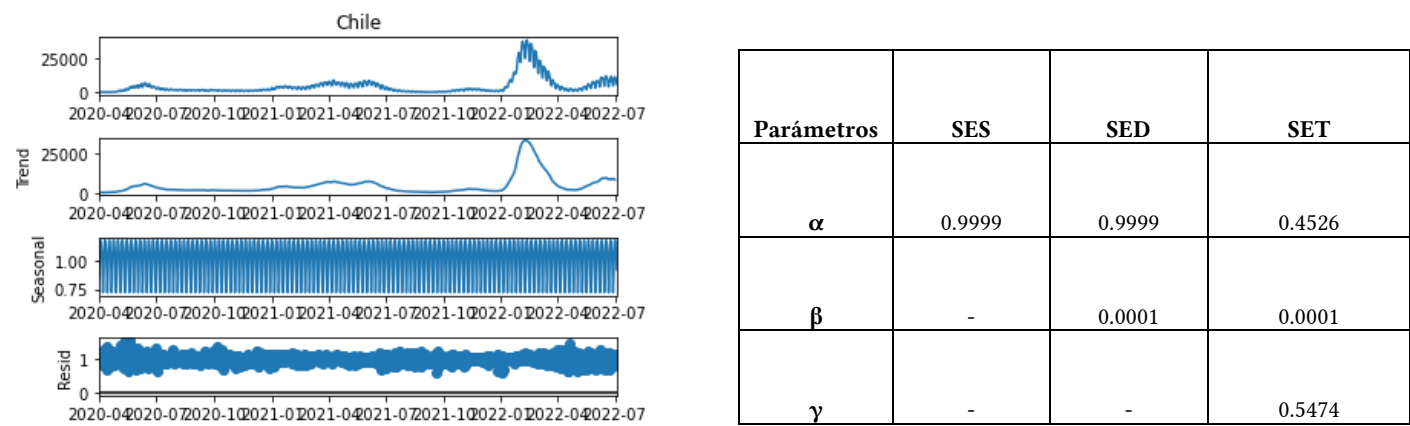 Chile
25000
0
2020-04 2020-07 2020-10 2021-01 2021-04 2021-07 2021-10 2022-01 2022-04 2022-07
Trend
25000
0
2020-04 2020-07 2020-10 2021-01 2021-04 2021-07 2021-10 2022-01 2022-04 2022-07
Seasonal
1.00
0.75
2020-04 2020-07 2020-10 2021-01 2021-04 2021-07 2021-10 2022-01 2022-04 2022-07
Resid
1
0
2020-04 2020-07 2020-10 2021-01 2021-04 2021-07 2021-10 2022-01 2022-04 2022-07
Parámetros SES SED SET
α 0.9999 0.9999 0.4526
β - 0.0001 0.0001
γ - - 0.5474